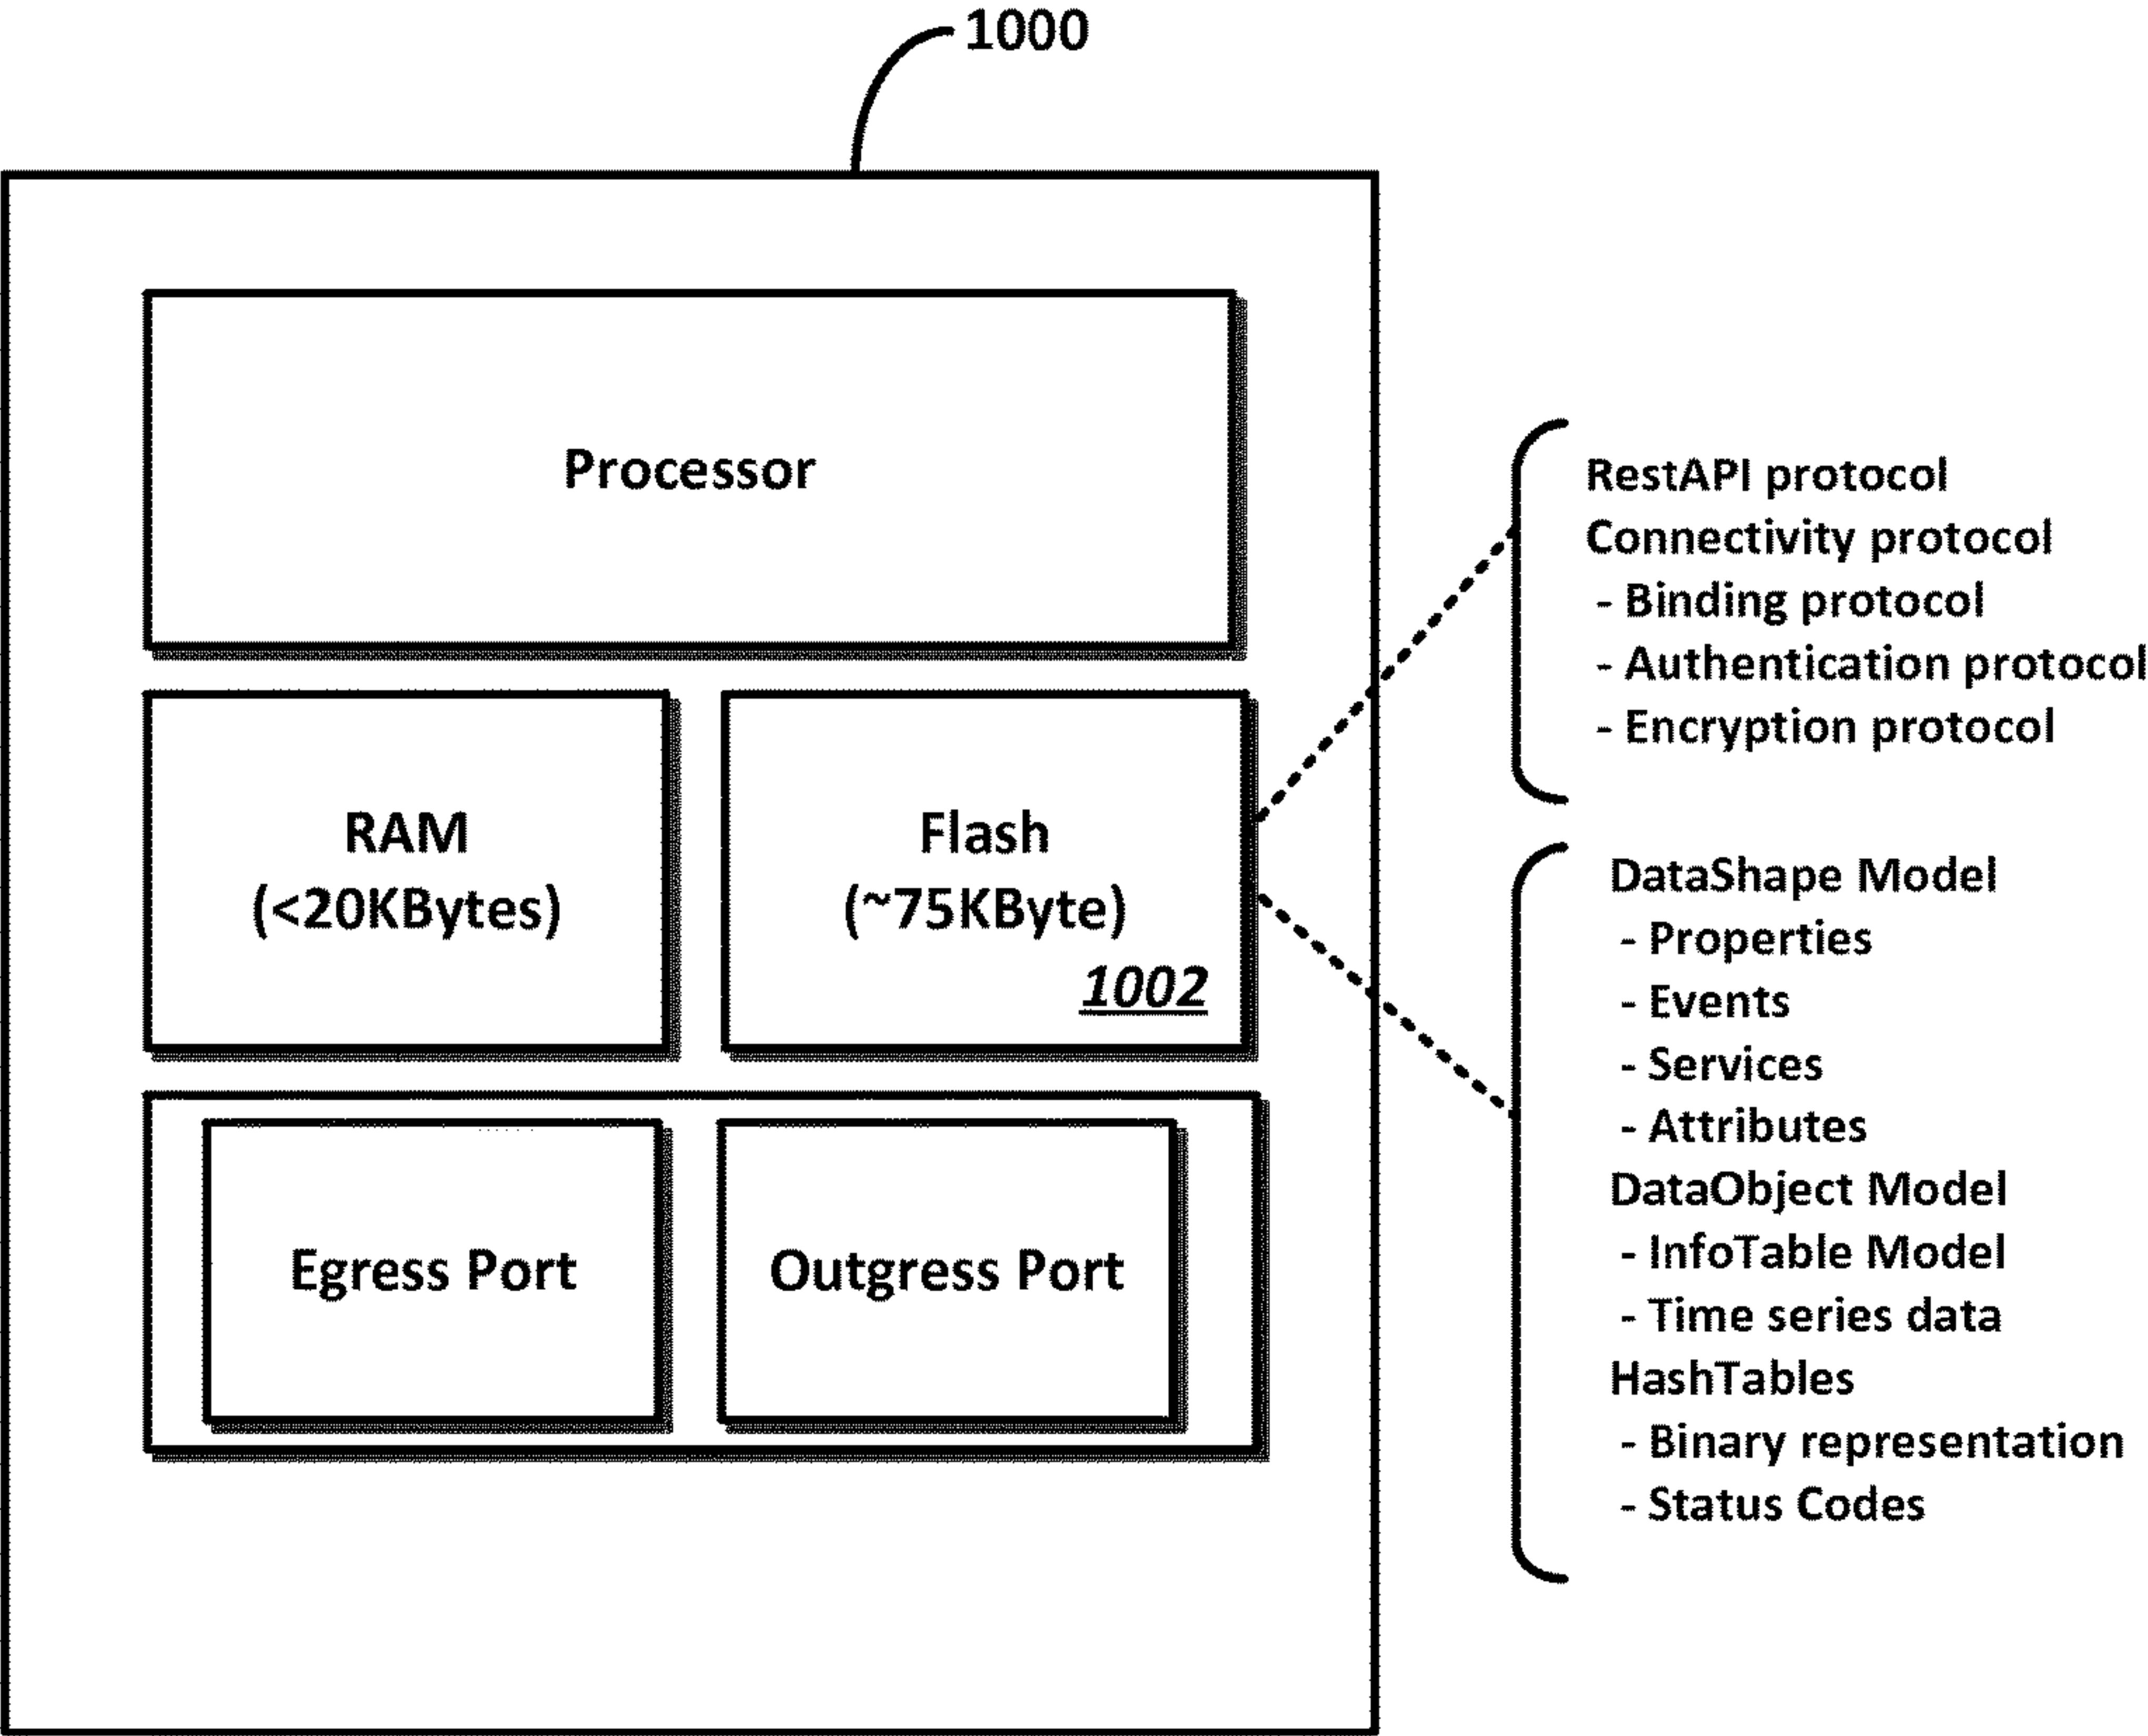 1000
Processor
RAM
(<20KBytes)
Flash
(~75KByte)
1002
Egress Port
Outgress Port
RestAPI protocol
Connectivity protocol
- Binding protocol
- Authentication protocol
- Encryption protocol
DataShape Model
- Properties
- Events
- Services
- Attributes
DataObject Model
- InfoTable Model
- Time series data
HashTables
- Binary representation
- Status Codes